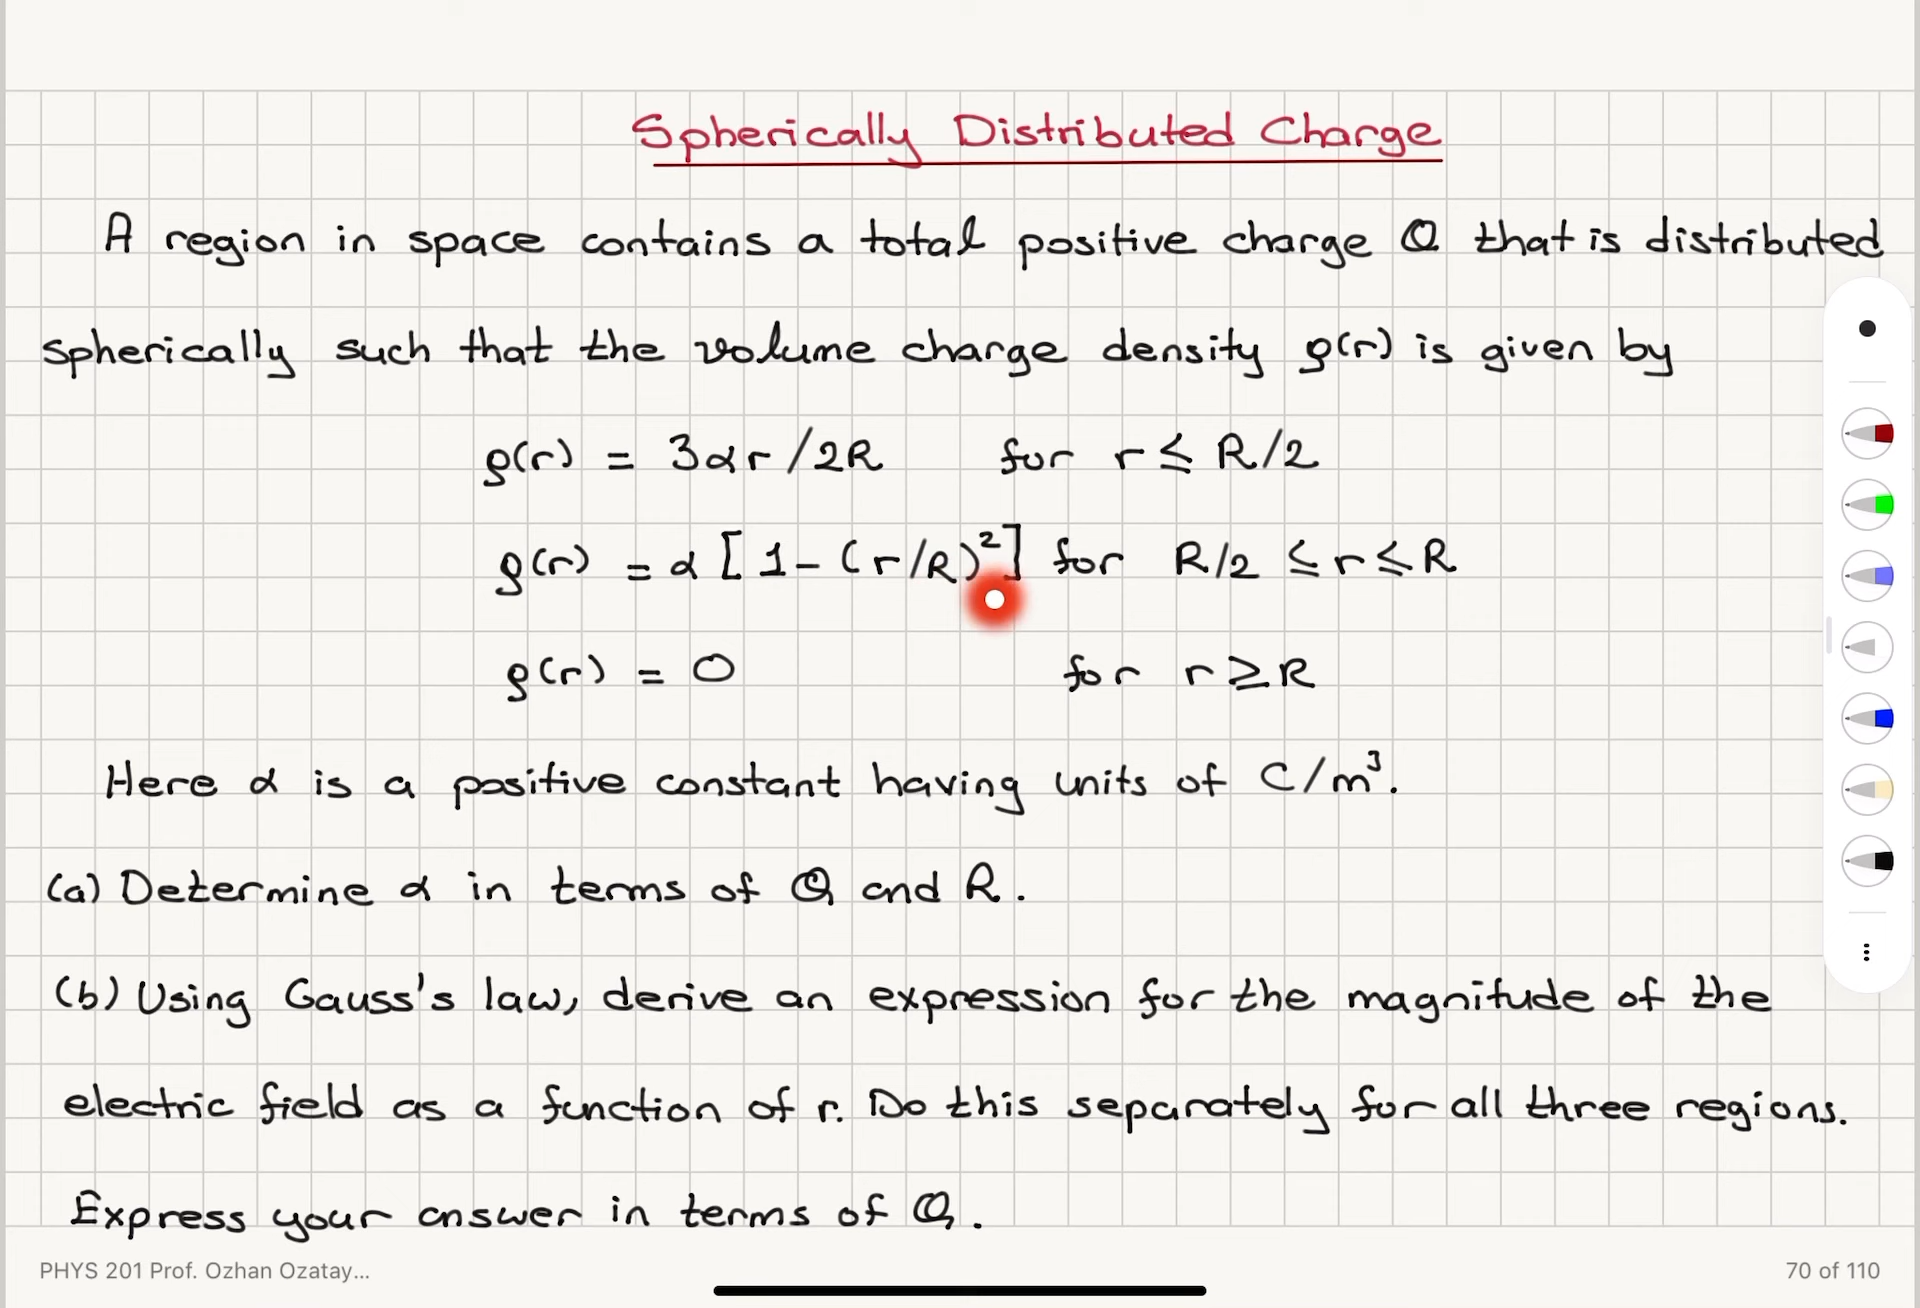 Spherically Distributed Charge
A region in space contains a total positive charge Q that is distributed
spherically such that the volume charge density ρ(r) is given by
ρ(r) = 3αr/2R for r ≤ R/2
ρ(r) = α[1-(r/R)²] for R/2 ≤ r ≤ R
ρ(r) = 0 for r ≥ R
Here α is a positive constant having units of C/m³.
(a) Determine α in terms of Q and R.
(b) Using Gauss's law, derive an expression for the magnitude of the
electric field as a function of r. Do this separately for all three regions.
Express your answer in terms of Q.
PHYS 201 Prof. Ozhan Ozatay...
70 of 110